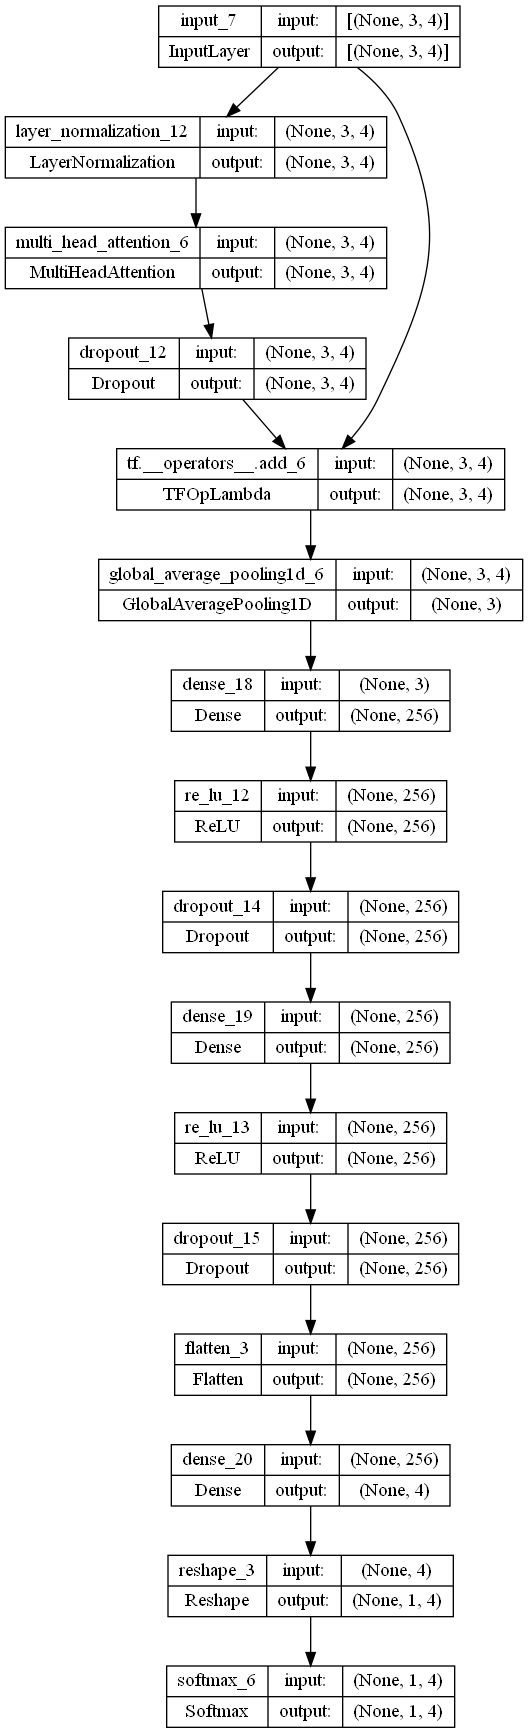 input_7 input: [(None, 3, 4)]
InputLayer output: [(None, 3, 4)]
layer_normalization_12 input: (None, 3, 4)
LayerNormalization output: (None, 3, 4)
multi_head_attention_6 input: (None, 3, 4)
MultiHeadAttention output: (None, 3, 4)
dropout_12 input: (None, 3, 4)
Dropout output: (None, 3, 4)
tf.__operators__.add_6 input: (None, 3, 4)
TFOpLambda output: (None, 3, 4)
global_average_pooling1d_6 input: (None, 3, 4)
GlobalAveragePooling1D output: (None, 3)
dense_18 input: (None, 3)
Dense output: (None, 256)
re_lu_12 input: (None, 256)
ReLU output: (None, 256)
dropout_14 input: (None, 256)
Dropout output: (None, 256)
dense_19 input: (None, 256)
Dense output: (None, 256)
re_lu_13 input: (None, 256)
ReLU output: (None, 256)
dropout_15 input: (None, 256)
Dropout output: (None, 256)
flatten_3 input: (None, 256)
Flatten output: (None, 256)
dense_20 input: (None, 256)
Dense output: (None, 4)
reshape_3 input: (None, 4)
Reshape output: (None, 1, 4)
softmax_6 input: (None, 1, 4)
Softmax output: (None, 1, 4)